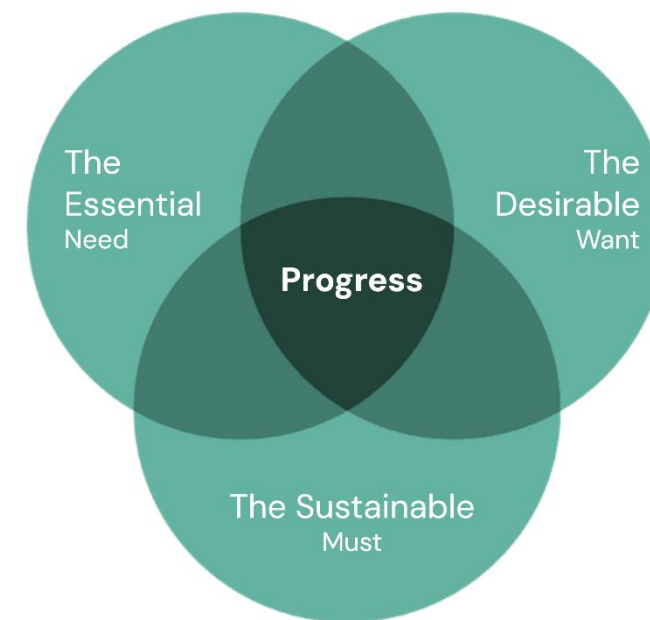 The
Essential
Need
The
Desirable
Want
Progress
The Sustainable
Must